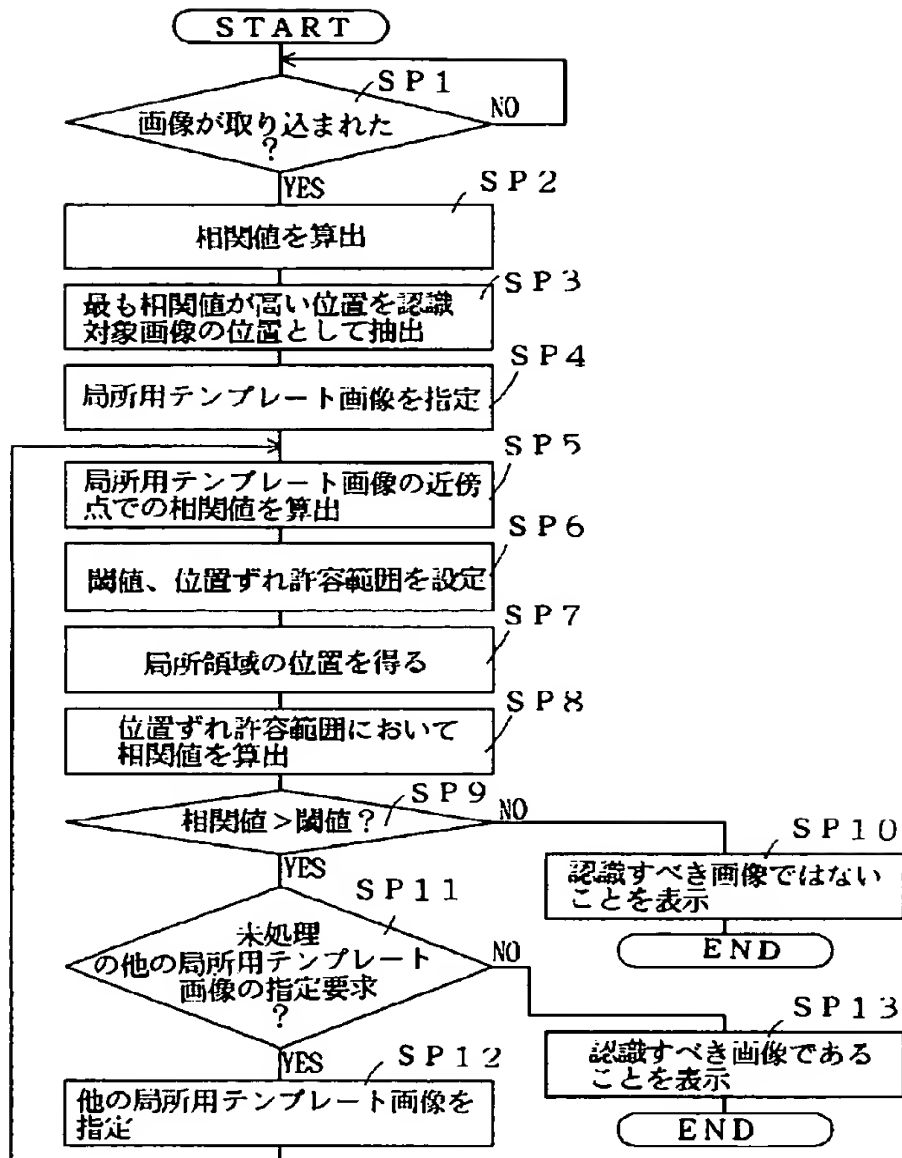 START
SP1
画像が取り込まれた
?
NO
YES
SP2
相関値を算出
SP3
最も相関値が高い位置を認識
対象画像の位置として抽出
SP4
局所用テンプレート画像を指定
SP5
局所用テンプレート画像の近傍
点での相関値を算出
SP6
閾値、位置ずれ許容範囲を設定
SP7
局所領域の位置を得る
SP8
位置ずれ許容範囲において
相関値を算出
SP9
相関値>閾値?
NO
YES
SP10
認識すべき画像ではない
ことを表示
END
SP11
未処理
の他の局所用テンプレート
画像の指定要求
?
NO
YES
SP12
他の局所用テンプレート画像を
指定
SP13
認識すべき画像である
ことを表示
END